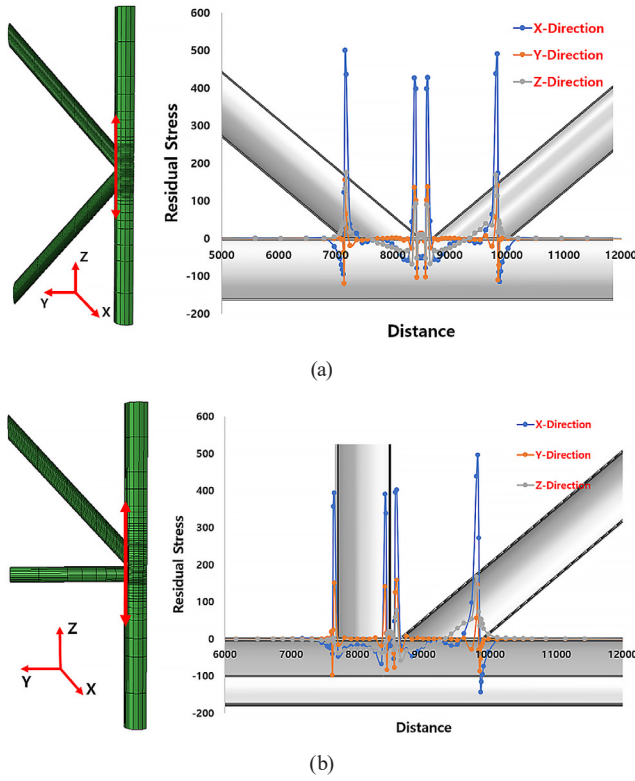 600
500
400
300
200
100
0
-100
-200
Residual Stress
X-Direction
Y-Direction
Z-Direction
5000 6000 7000 8000 9000 10000 11000 12000
Distance
Z
Y
X
(a)
600
500
400
300
200
100
0
-100
-200
Residual Stress
X-Direction
Y-Direction
Z-Direction
6000 7000 8000 9000 10000 11000 12000
Distance
Z
Y
X
(b)